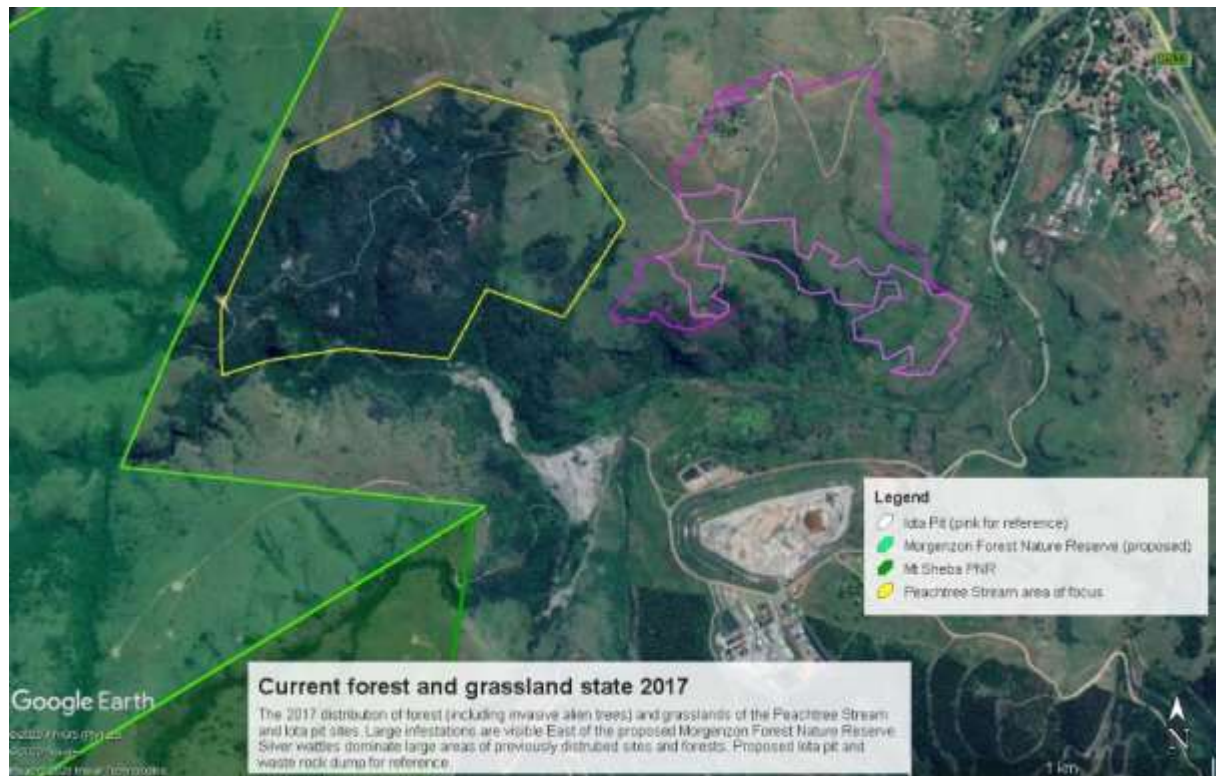 Legend
Iota Pit (pink for reference)
Morgenzon Forest Nature Reserve (proposed)
Mt Sheba PNR
Peachtree Stream area of focus
Current forest and grassland state 2017
The 2017 distribution of forest (including invasive alien trees) and grasslands of the Peachtree Stream
and Iota pit sites. Large infestations are visible East of the proposed Morgenzon Forest Nature Reserve.
Silver wattles dominate large areas of previously distrubed sites and forests. Proposed Iota pit and
waste rock dump for reference.
Google Earth
1 km
N